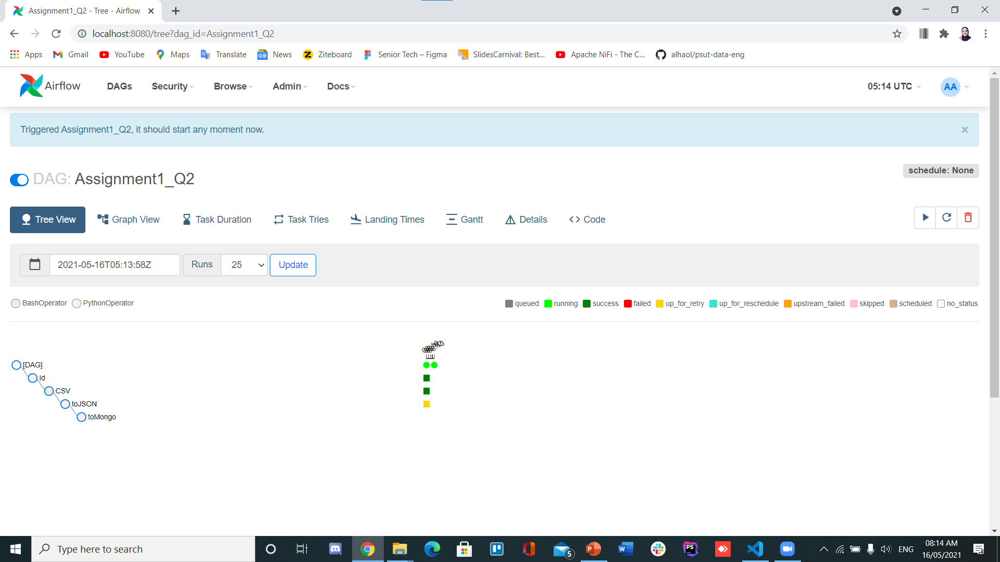 Assignment1_Q2 - Tree - Airflow
localhost:8080/tree?dag_id=Assignment1_Q2
Apps Gmail YouTube Maps Translate News Ziteboard Senior Tech – Figma SlidesCarnival: Best... Apache NiFi - The C... alhaol/psut-data-eng
Airflow DAGs Security Browse Admin Docs 05:14 UTC AA
Triggered Assignment1_Q2, it should start any moment now. ×
DAG: Assignment1_Q2 schedule: None
Tree View Graph View Task Duration Task Tries Landing Times Gantt Details Code
2021-05-16T05:13:58Z Runs 25 Update
BashOperator PythonOperator queued running success failed up_for_retry up_for_reschedule upstream_failed skipped scheduled no_status
[DAG]
Id
CSV
toJSON
toMongo
Type here to search 5 ENG 08:14 AM
16/05/2021